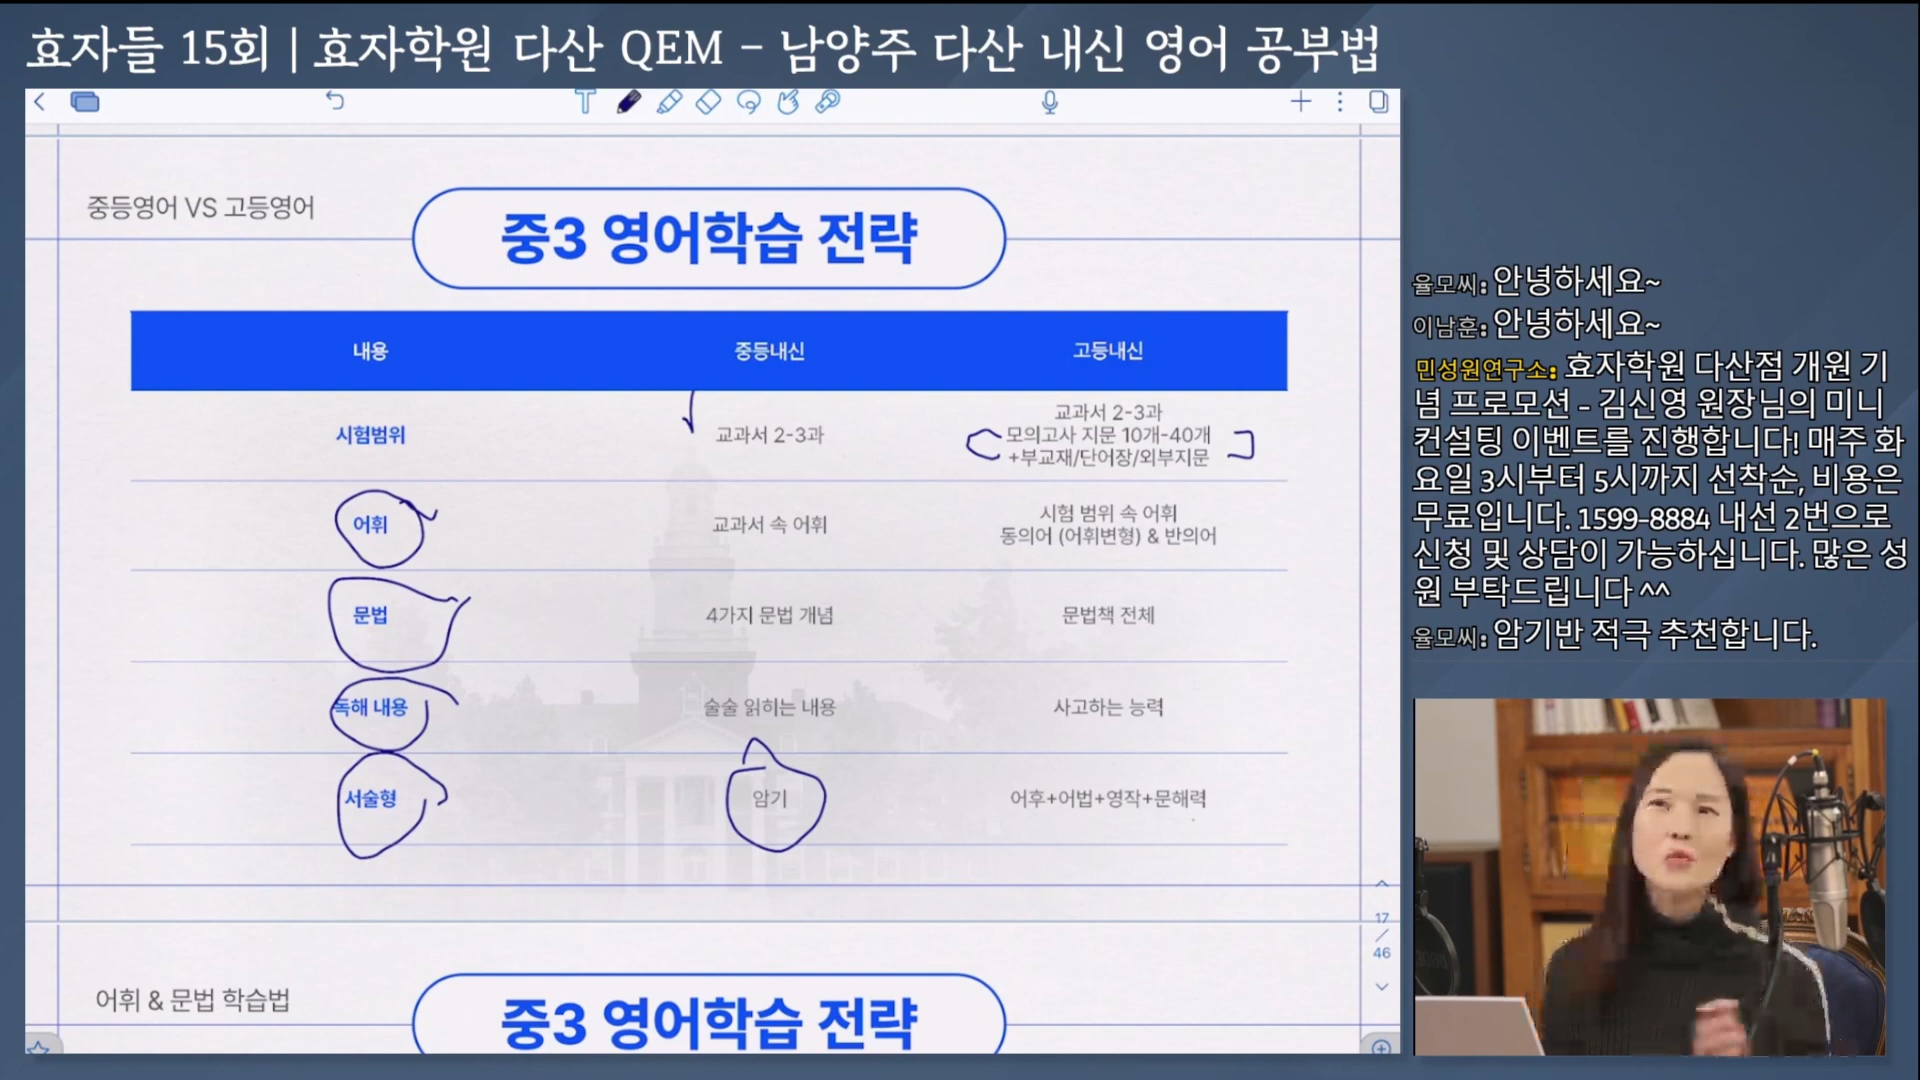 효자들 15회 | 효자학원 다산 QEM - 남양주 다산 내신 영어 공부법
중등영어 VS 고등영어
중3 영어학습 전략
내용 중등내신 고등내신
시험범위 교과서 2-3과 교과서 2-3과
모의고사 지문 10개-40개
+부교재/단어장/외부지문
어휘 교과서 속 어휘 시험 범위 속 어휘
동의어 (어휘변형) & 반의어
문법 4가지 문법 개념 문법책 전체
독해 내용 술술 읽히는 내용 사고하는 능력
서술형 암기 어휘+어법+영작+문해력
17
/
46
어휘 & 문법 학습법
중3 영어학습 전략
율모씨: 안녕하세요~
이남훈: 안녕하세요~
민성원연구소: 효자학원 다산점 개원 기
념 프로모션 - 김신영 원장님의 미니
컨설팅 이벤트를 진행합니다! 매주 화
요일 3시부터 5시까지 선착순, 비용은
무료입니다. 1599-8884 내선 2번으로
신청 및 상담이 가능하십니다. 많은 성
원 부탁드립니다 ^^
율모씨: 암기반 적극 추천합니다.